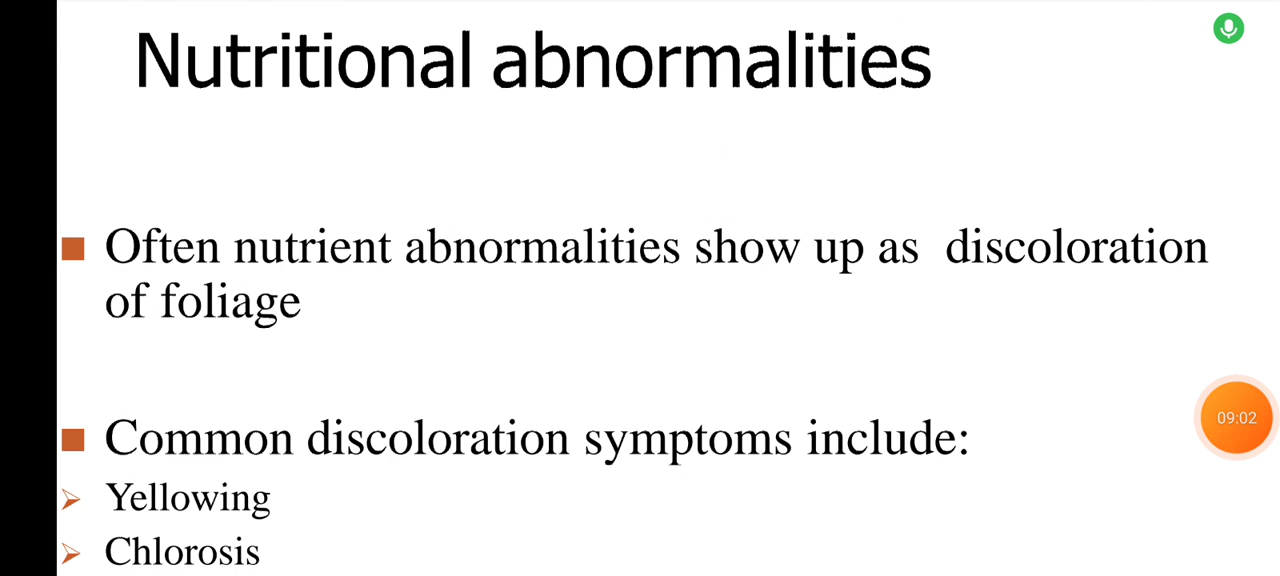 Nutritional abnormalities
Often nutrient abnormalities show up as discoloration
of foliage
09:02
Common discoloration symptoms include:
Yellowing
Chlorosis